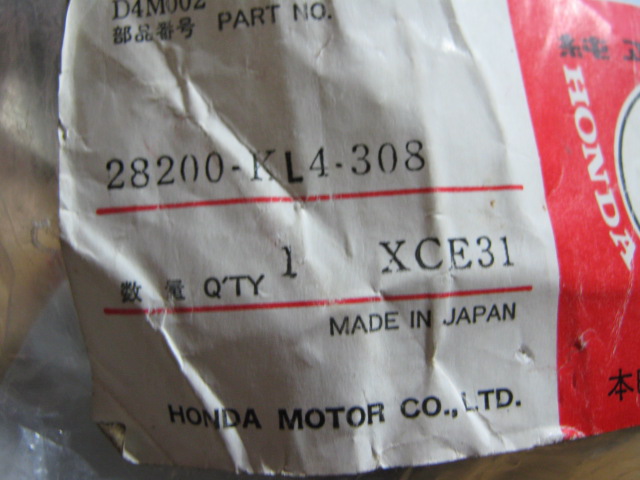 D4M002
部品番号 PART NO.
28200-KL4-308
数量 Q'TY 1 XCE31
MADE IN JAPAN
HONDA MOTOR CO.,LTD.
HONDA